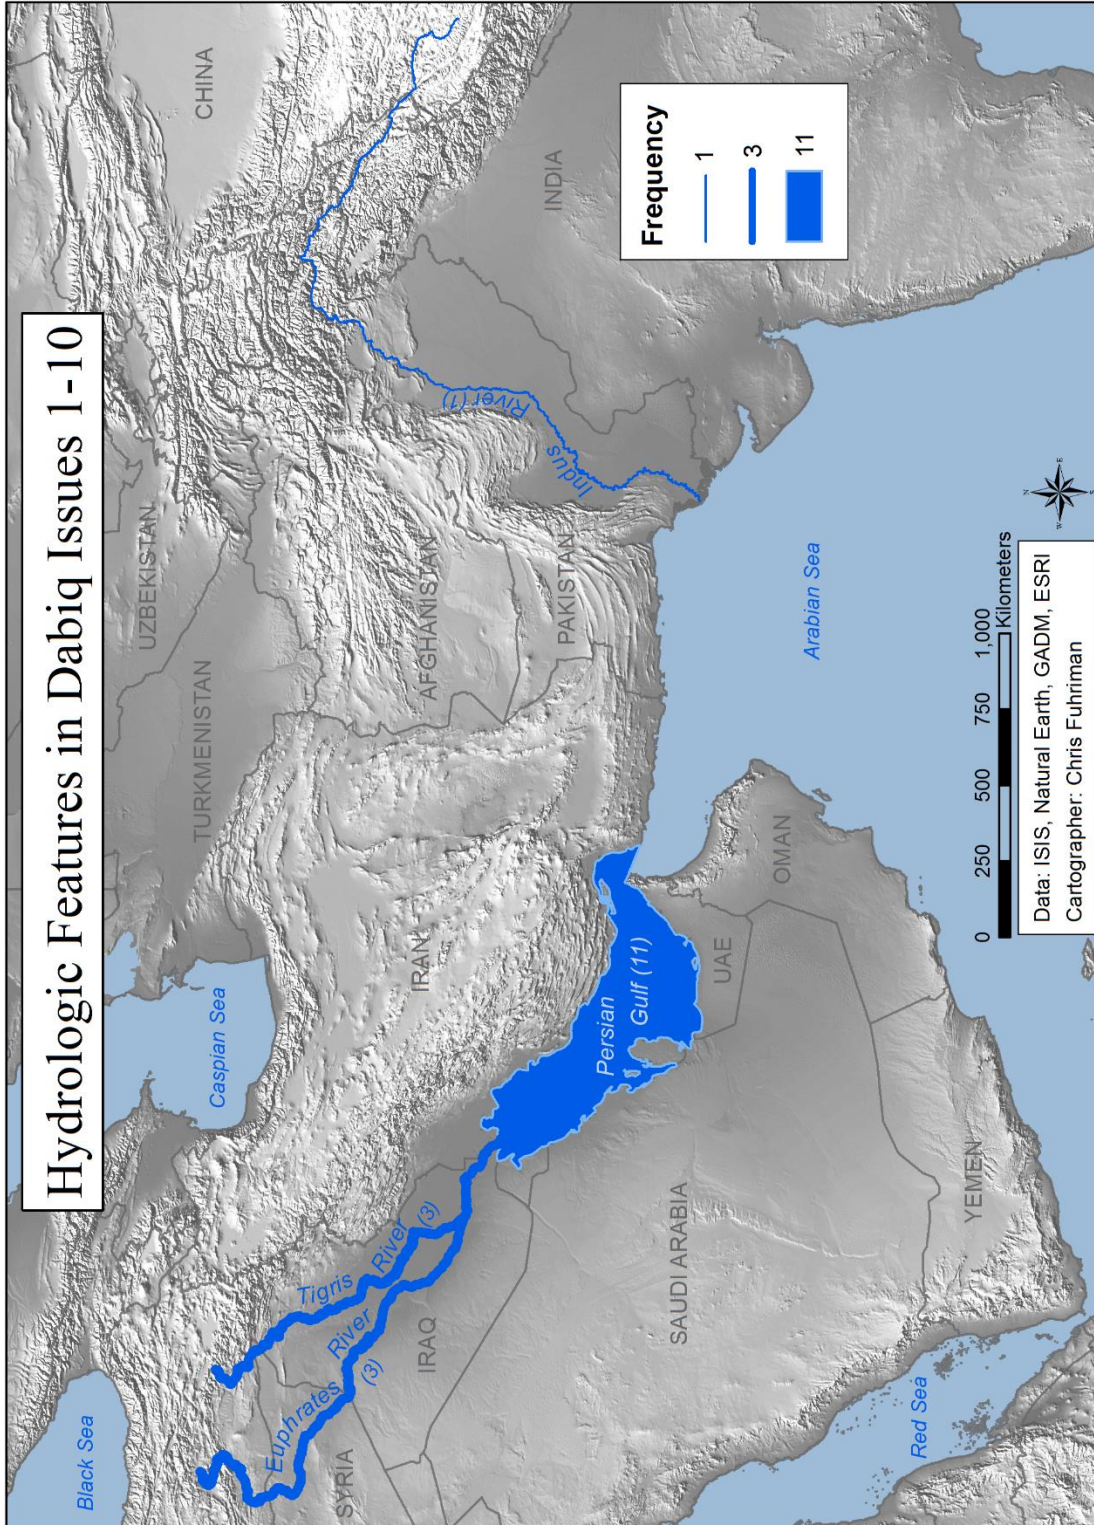 Hydrologic Features in Dabiq Issues 1-10
Black Sea
Caspian Sea
UZBEKISTAN
CHINA
TURKMENISTAN
Tigris
River
(3)
Euphrates
River
(3)
SYRIA
IRAQ
IRAN
AFGHANISTAN
PAKISTAN
Indus
River (1)
INDIA
Persian
Gulf (11)
UAE
OMAN
SAUDI ARABIA
YEMEN
Red Sea
Arabian Sea
Frequency
1
3
11
0 250 500 750 1,000
Kilometers
N
W E
S
Data: ISIS, Natural Earth, GADM, ESRI
Cartographer: Chris Fuhriman